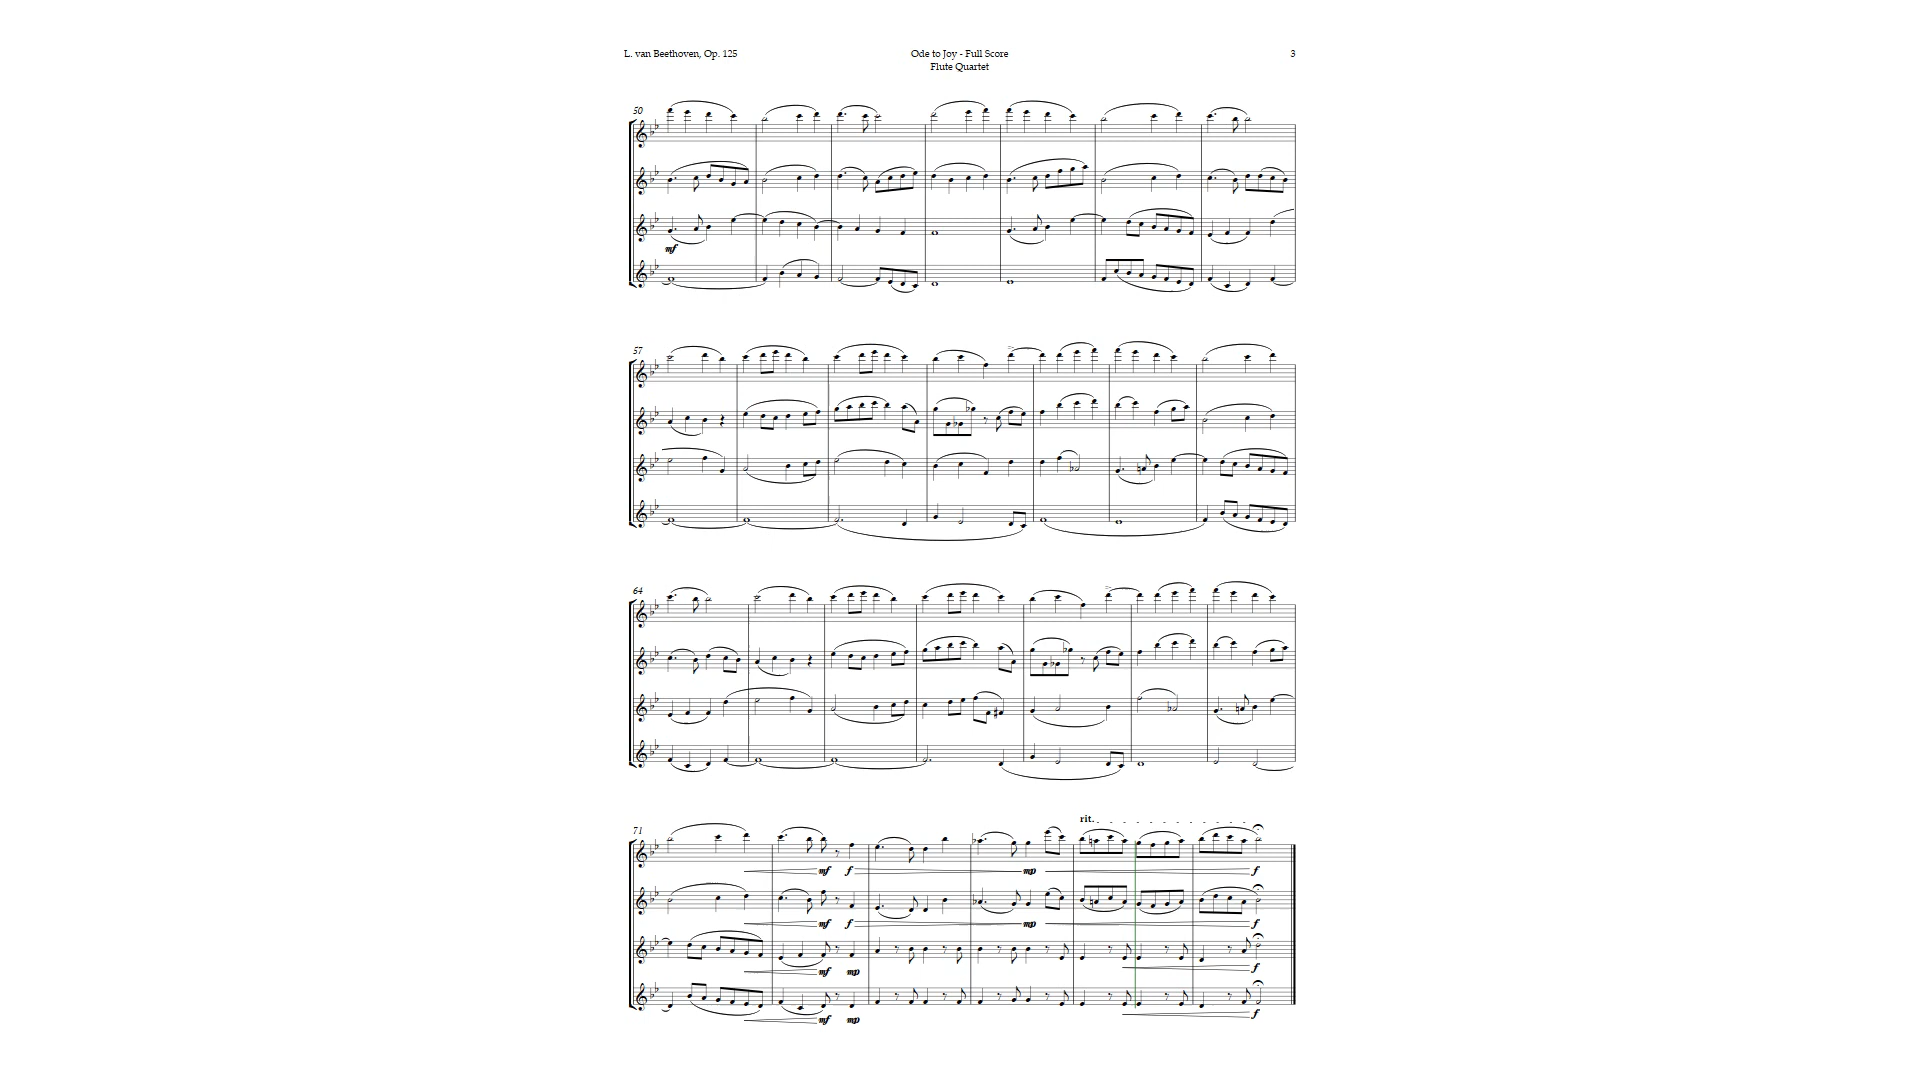 L. van Beethoven, Op. 125
Ode to Joy - Full Score
3
Flute Quartet
50
mf
57
64
71
rit.
mf f mp f
mf f mp f
mf mp f
mf mp f